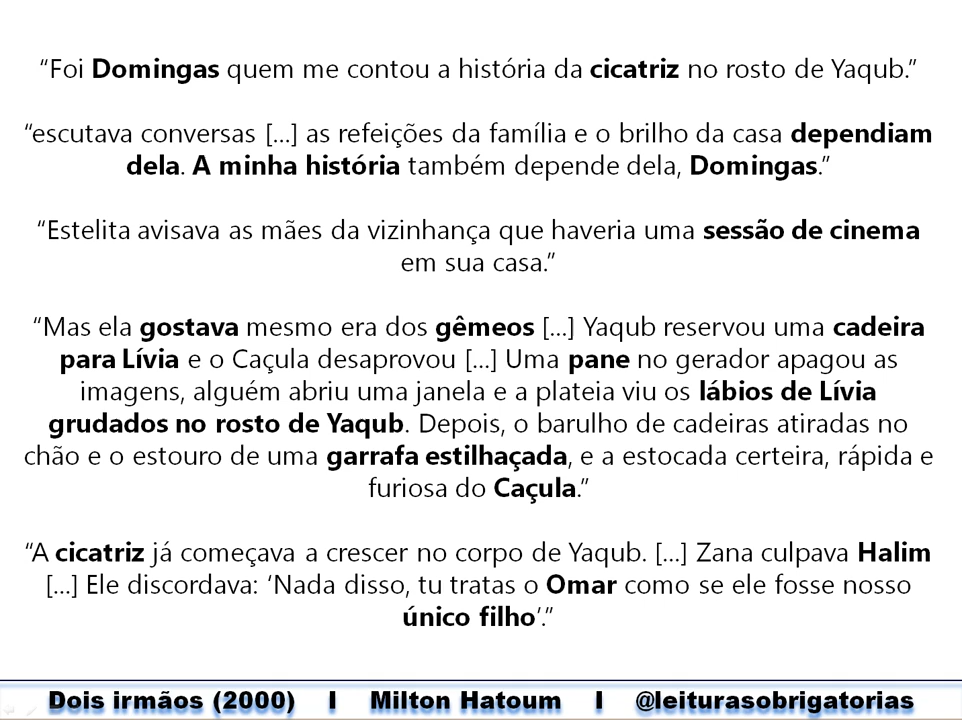 “Foi Domingas quem me contou a história da cicatriz no rosto de Yaqub.”
“escutava conversas [...] as refeições da família e o brilho da casa dependiam
dela. A minha história também depende dela, Domingas.”
“Estelita avisava as mães da vizinhança que haveria uma sessão de cinema
em sua casa.”
“Mas ela gostava mesmo era dos gêmeos [...] Yaqub reservou uma cadeira
para Lívia e o Caçula desaprovou [...] Uma pane no gerador apagou as
imagens, alguém abriu uma janela e a plateia viu os lábios de Lívia
grudados no rosto de Yaqub. Depois, o barulho de cadeiras atiradas no
chão e o estouro de uma garrafa estilhaçada, e a estocada certeira, rápida e
furiosa do Caçula.”
“A cicatriz já começava a crescer no corpo de Yaqub. [...] Zana culpava Halim
[...] Ele discordava: ‘Nada disso, tu tratas o Omar como se ele fosse nosso
único filho’.”
Dois irmãos (2000) I Milton Hatoum I @leiturasobrigatorias